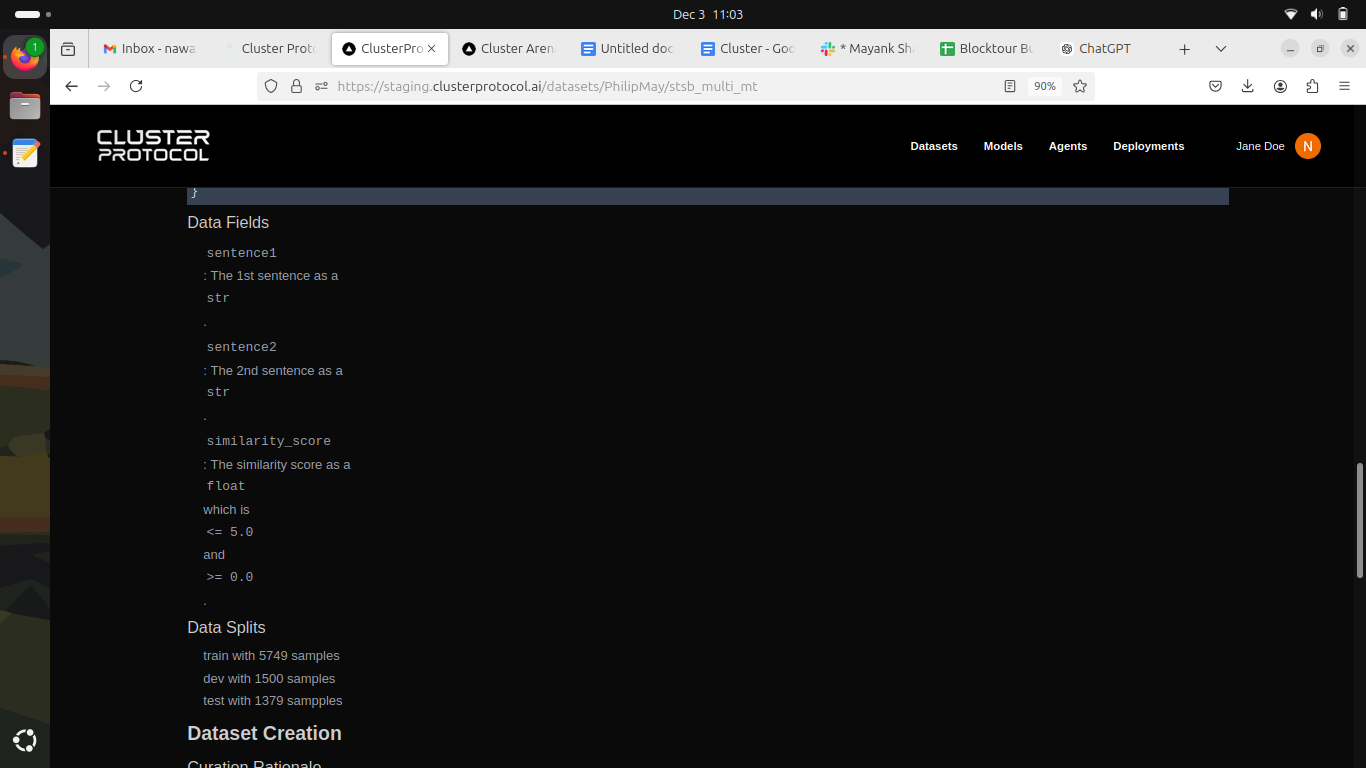 Dec 3 11:03
1
Inbox - nawa
Cluster Proto
ClusterPro
Cluster Aren
Untitled doc
Cluster - Goo
* Mayank Sha
Blocktour Bu
ChatGPT
https://staging.clusterprotocol.ai/datasets/PhilipMay/stsb_multi_mt
90%
CLUSTER
PROTOCOL
Datasets Models Agents Deployments Jane Doe N
}
Data Fields
sentence1
: The 1st sentence as a
str
.
sentence2
: The 2nd sentence as a
str
.
similarity_score
: The similarity score as a
float
which is
<= 5.0
and
>= 0.0
.
Data Splits
train with 5749 samples
dev with 1500 samples
test with 1379 sampples
Dataset Creation
Curation Rationale